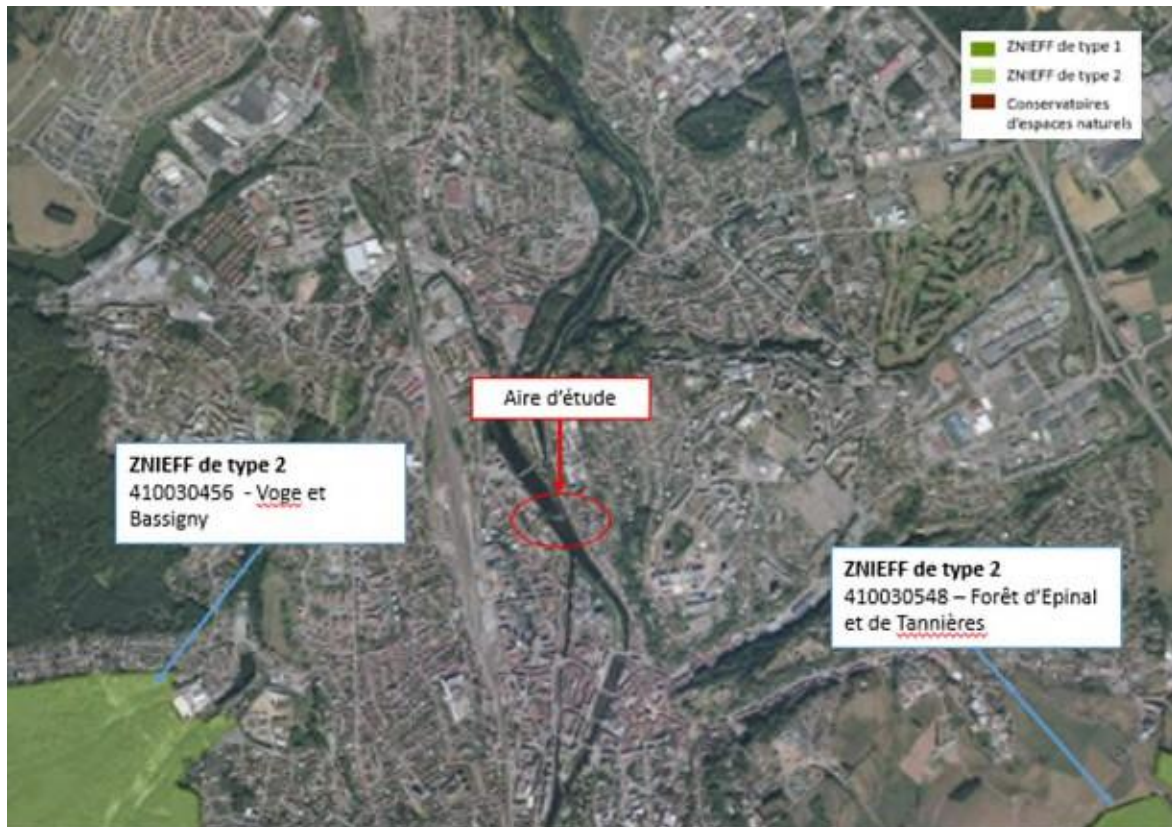 ZNIEFF de type 1
ZNIEFF de type 2
Conservatoires
d'espaces naturels
Aire d'étude
ZNIEFF de type 2
410030456 - Voge et
Bassigny
ZNIEFF de type 2
410030548 – Forêt d'Epinal
et de Tannières